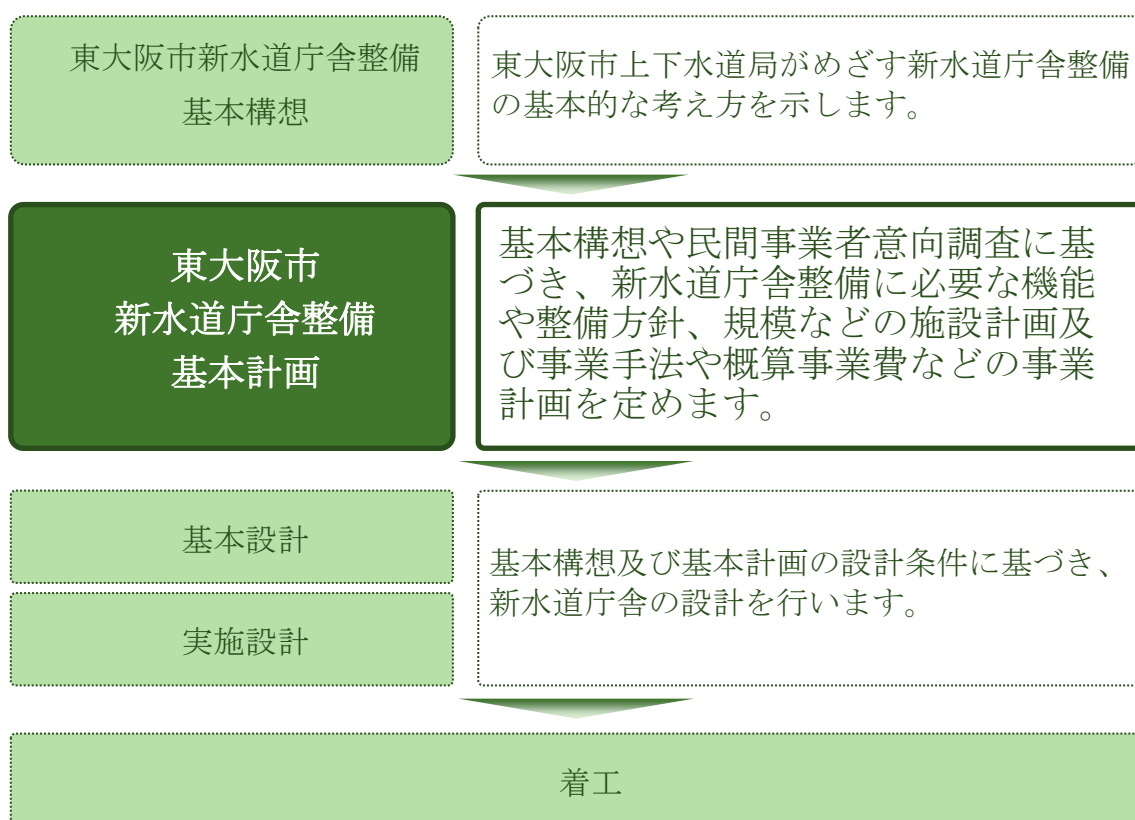 東大阪市新水道庁舎整備
基本構想
東大阪市上下水道局がめざす新水道庁舎整備
の基本的な考え方を示します。
東大阪市
新水道庁舎整備
基本計画
基本構想や民間事業者意向調査に基
づき、新水道庁舎整備に必要な機能
や整備方針、規模などの施設計画及
び事業手法や概算事業費などの事業
計画を定めます。
基本設計
実施設計
基本構想及び基本計画の設計条件に基づき、
新水道庁舎の設計を行います。
着工